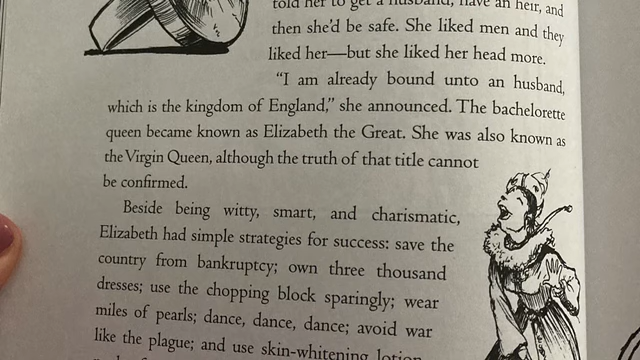 told her to get a husband, have an heir, and
then she'd be safe. She liked men and they
liked her—but she liked her head more.
"I am already bound unto an husband,
which is the kingdom of England," she announced. The bachelorette
queen became known as Elizabeth the Great. She was also known as
the Virgin Queen, although the truth of that title cannot
be confirmed.
Beside being witty, smart, and charismatic,
Elizabeth had simple strategies for success: save the
country from bankruptcy; own three thousand
dresses; use the chopping block sparingly; wear
miles of pearls; dance, dance, dance; avoid war
like the plague; and use skin-whitening lotion